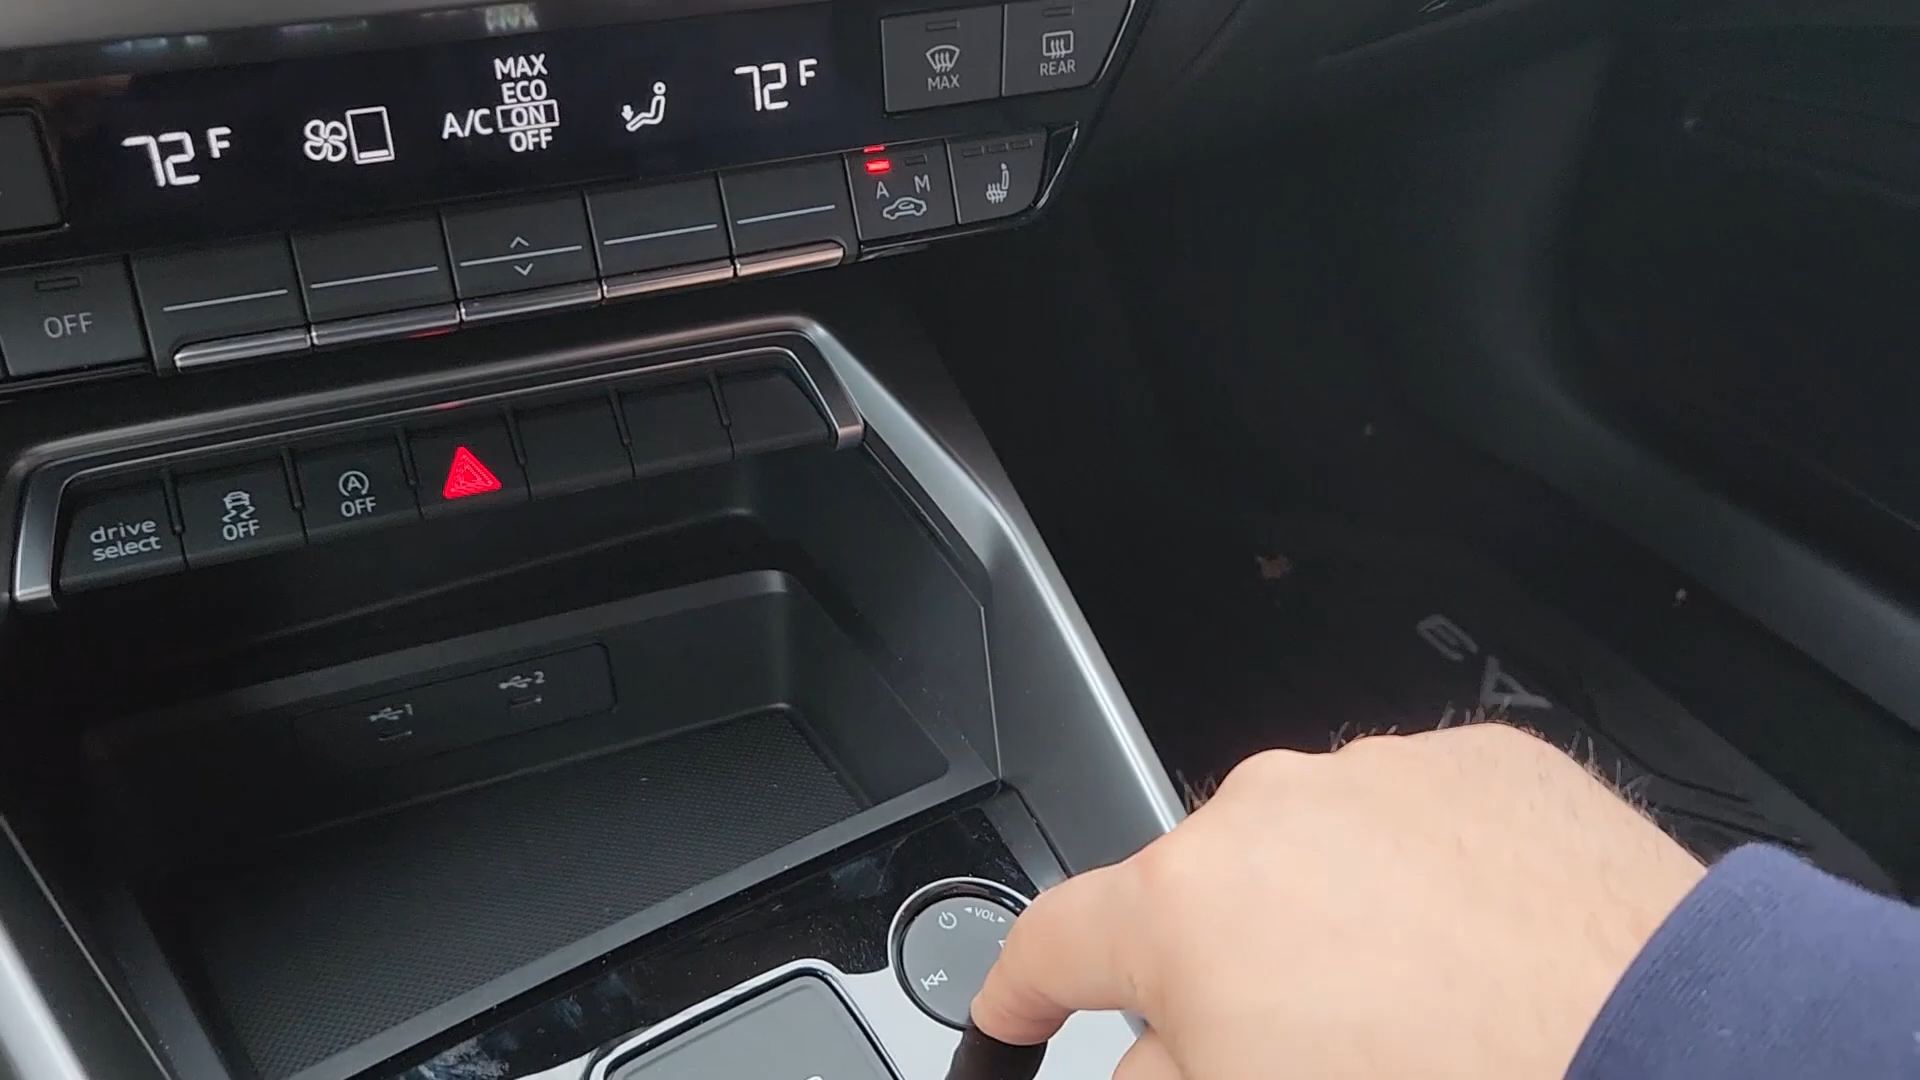 MAX
REAR
72 F
A/C
MAX
ECO
ON
OFF
72 F
A M
OFF
drive
select
OFF
A
OFF
1
2
VOL